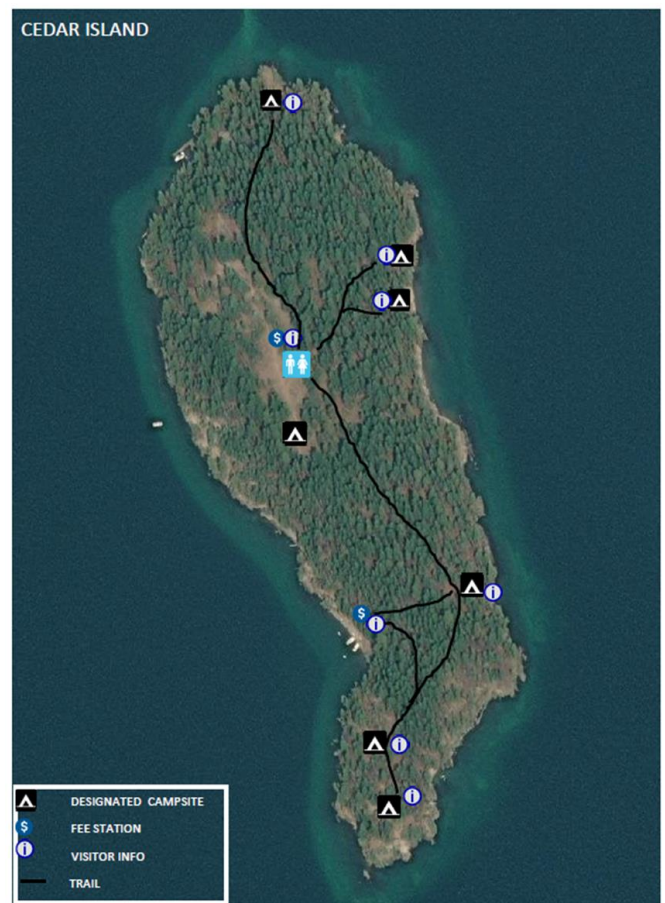 CEDAR ISLAND
DESIGNATED CAMPSITE
$ FEE STATION
i VISITOR INFO
TRAIL